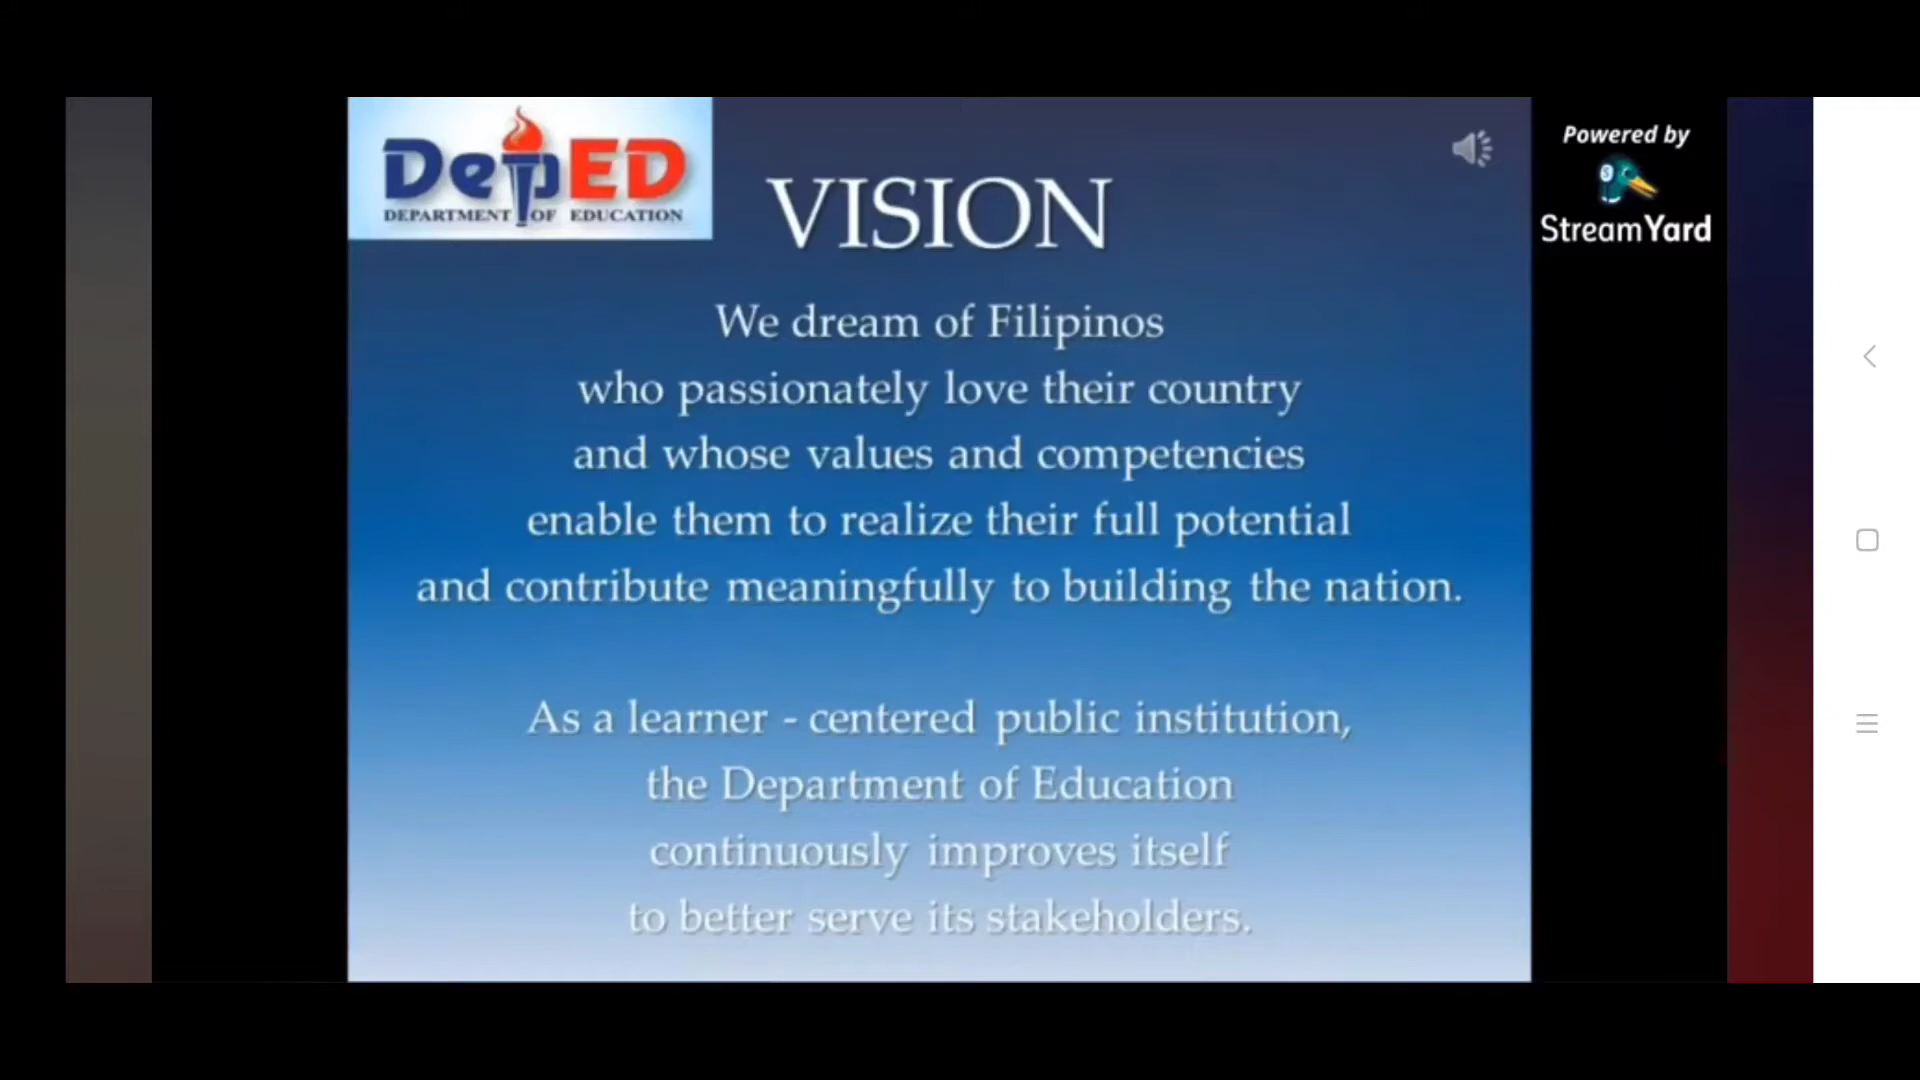 DepED
DEPARTMENT OF EDUCATION
VISION
We dream of Filipinos
who passionately love their country
and whose values and competencies
enable them to realize their full potential
and contribute meaningfully to building the nation.
As a learner - centered public institution,
the Department of Education
continuously improves itself
to better serve its stakeholders.
Powered by
StreamYard